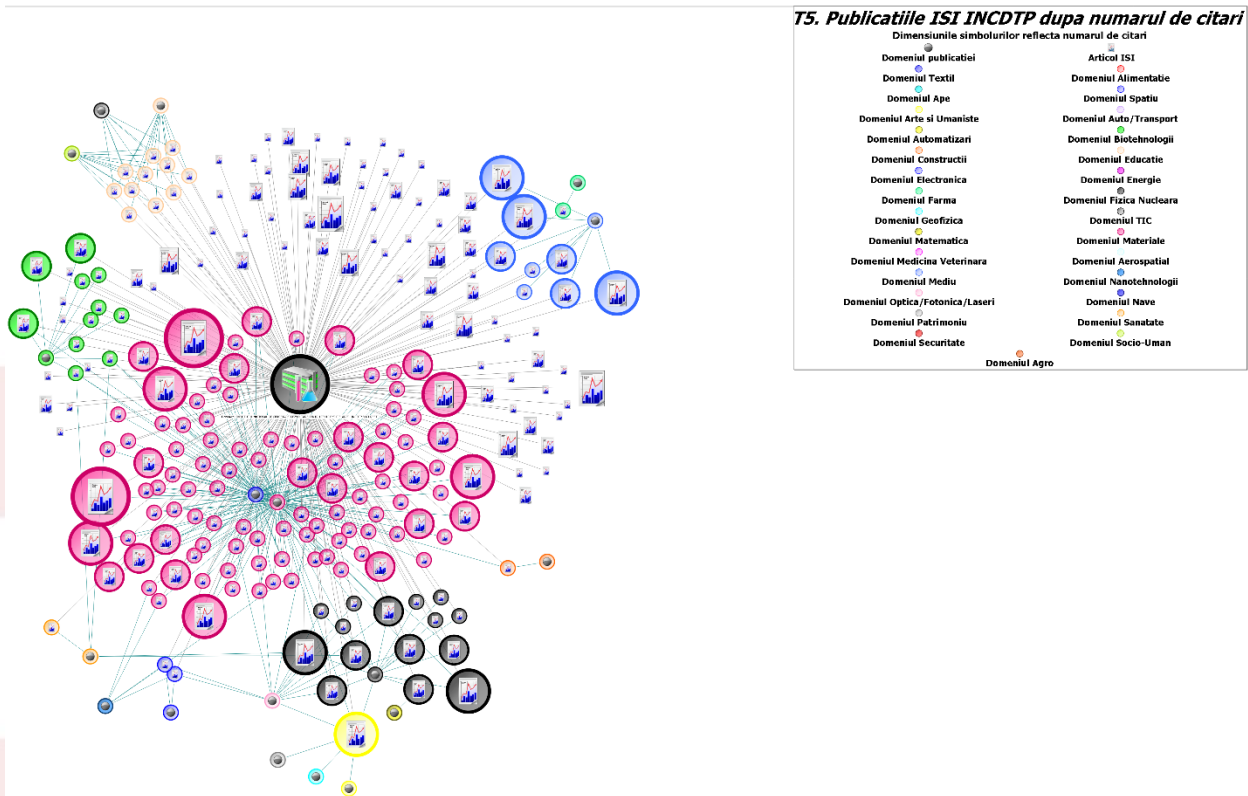 T5. Publicatiile ISI INCDTP dupa numarul de citari
Dimensiunile simbolurilor reflecta numarul de citari
Domeniul publicatiei
Articol ISI
Domeniul Textil
Domeniul Alimentatie
Domeniul Ape
Domeniul Spatiu
Domeniul Arte si Umaniste
Domeniul Auto/Transport
Domeniul Automatizari
Domeniul Biotehnologii
Domeniul Constructii
Domeniul Educatie
Domeniul Electronica
Domeniul Energie
Domeniul Farma
Domeniul Fizica Nucleara
Domeniul Geofizica
Domeniul TIC
Domeniul Matematica
Domeniul Materiale
Domeniul Medicina Veterinara
Domeniul Aerospatial
Domeniul Mediu
Domeniul Nanotehnologii
Domeniul Optica/Fotonica/Laseri
Domeniul Nave
Domeniul Patrimoniu
Domeniul Sanatate
Domeniul Securitate
Domeniul Socio-Uman
Domeniul Agro